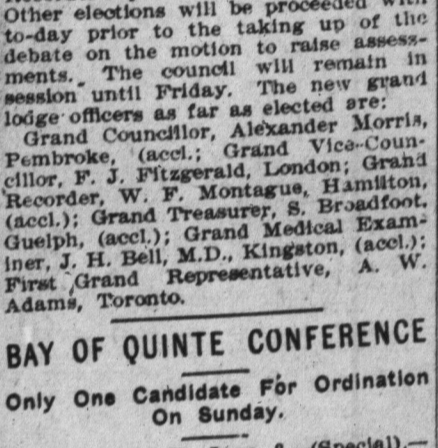 Other elections will be proceeded with
to-day prior to the taking up of the
debate on the motion to raise assess-
ments. The council will remain in
session until Friday. The new grand
lodge officers as far as elected are:
Grand Councillor, Alexander Morris,
Pembroke, (accl.; Grand Vice-Coun-
cillor, F. J. Fitzgerald, London; Grand
Recorder, W. F. Montague, Hamilton,
(accl.); Grand Treasurer, S. Broadfoot,
Guelph, (accl.); Grand Medical Exam-
iner, J. H. Bell, M.D., Kingston, (accl.);
First Grand Representative, A. W.
Adams, Toronto.
BAY OF QUINTE CONFERENCE
Only One Candidate For Ordination
On Sunday.
(Special).—